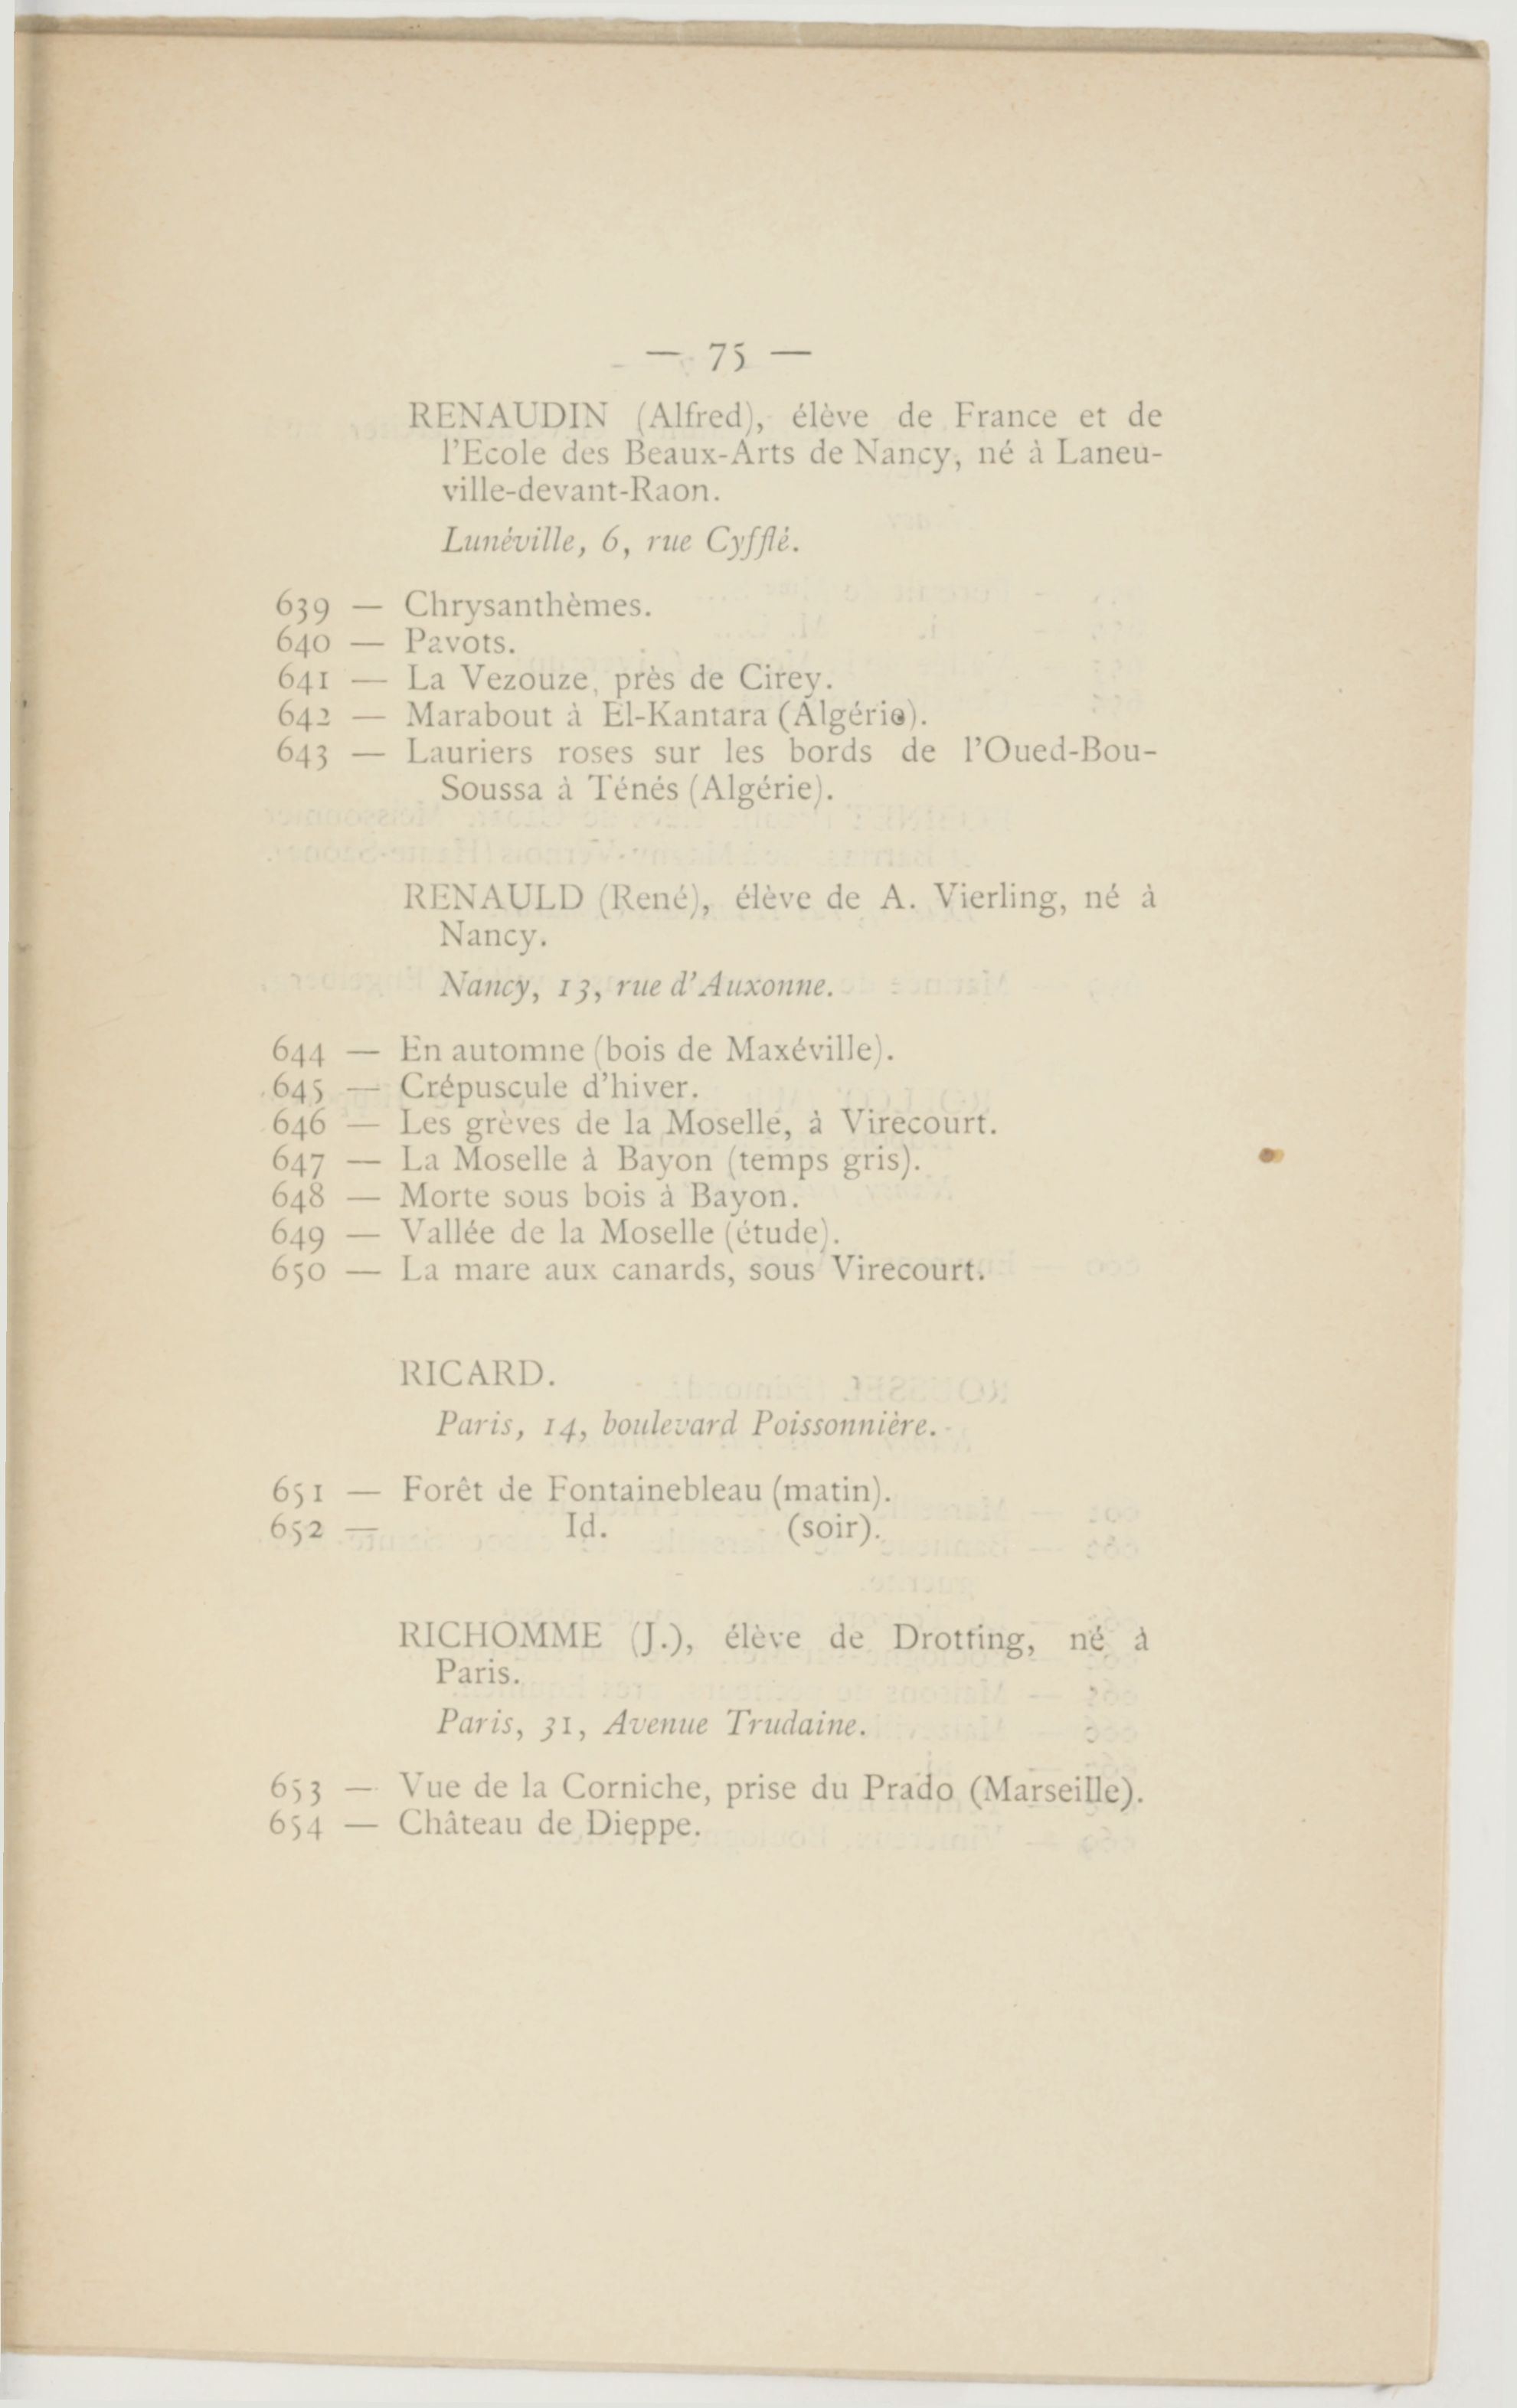 — 75 —
RENAUDIN (Alfred), élève de France et de
l'Ecole des Beaux-Arts de Nancy, né à Laneu-
ville-devant-Raon.
Lunéville, 6, rue Cyfflé.
639 — Chrysanthèmes.
640 — Pavots.
641 — La Vezouze, près de Cirey.
642 — Marabout à El-Kantara (Algérie).
643 — Lauriers roses sur les bords de l'Oued-Bou-
Soussa à Ténés (Algérie).
RENAULD (René), élève de A. Vierling, né à
Nancy.
Nancy, 13, rue d'Auxonne.
644 — En automne (bois de Maxéville).
645 — Crépuscule d'hiver.
646 — Les grèves de la Moselle, à Virecourt.
647 — La Moselle à Bayon (temps gris).
648 — Morte sous bois à Bayon.
649 — Vallée de la Moselle (étude).
650 — La mare aux canards, sous Virecourt.
RICARD.
Paris, 14, boulevard Poissonnière.
651 — Forêt de Fontainebleau (matin).
652 — Id. (soir).
RICHOMME (J.), élève de Drotting, né à
Paris.
Paris, 31, Avenue Trudaine.
653 — Vue de la Corniche, prise du Prado (Marseille).
654 — Château de Dieppe.